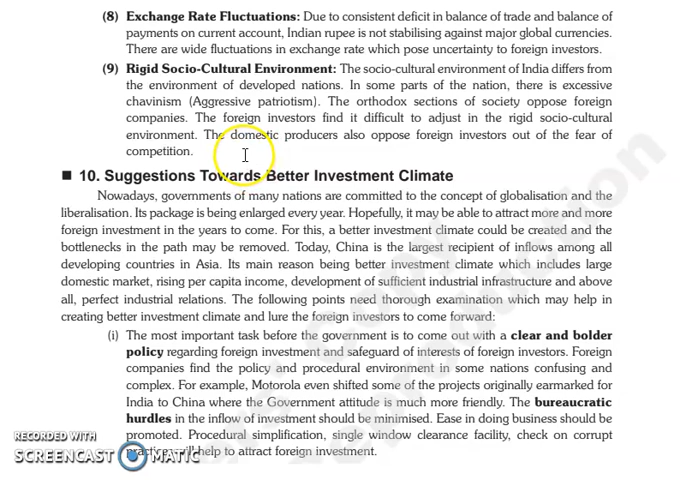 (8) Exchange Rate Fluctuations: Due to consistent deficit in balance of trade and balance of
payments on current account, Indian rupee is not stabilising against major global currencies.
There are wide fluctuations in exchange rate which pose uncertainty to foreign investors.
(9) Rigid Socio-Cultural Environment: The socio-cultural environment of India differs from
the environment of developed nations. In some parts of the nation, there is excessive
chavinism (Aggressive patriotism). The orthodox sections of society oppose foreign
companies. The foreign investors find it difficult to adjust in the rigid socio-cultural
environment. The domestic producers also oppose foreign investors out of the fear of
competition.
■ 10. Suggestions Towards Better Investment Climate
Nowadays, governments of many nations are committed to the concept of globalisation and the
liberalisation. Its package is being enlarged every year. Hopefully, it may be able to attract more and more
foreign investment in the years to come. For this, a better investment climate could be created and the
bottlenecks in the path may be removed. Today, China is the largest recipient of inflows among all
developing countries in Asia. Its main reason being better investment climate which includes large
domestic market, rising per capita income, development of sufficient industrial infrastructure and above
all, perfect industrial relations. The following points need thorough examination which may help in
creating better investment climate and lure the foreign investors to come forward:
(i) The most important task before the government is to come out with a clear and bolder
policy regarding foreign investment and safeguard of interests of foreign investors. Foreign
companies find the policy and procedural environment in some nations confusing and
complex. For example, Motorola even shifted some of the projects originally earmarked for
India to China where the Government attitude is much more friendly. The bureaucratic
hurdles in the inflow of investment should be minimised. Ease in doing business should be
promoted. Procedural simplification, single window clearance facility, check on corrupt
will help to attract foreign investment.
RECORDED WITH
SCREENCAST MATIC